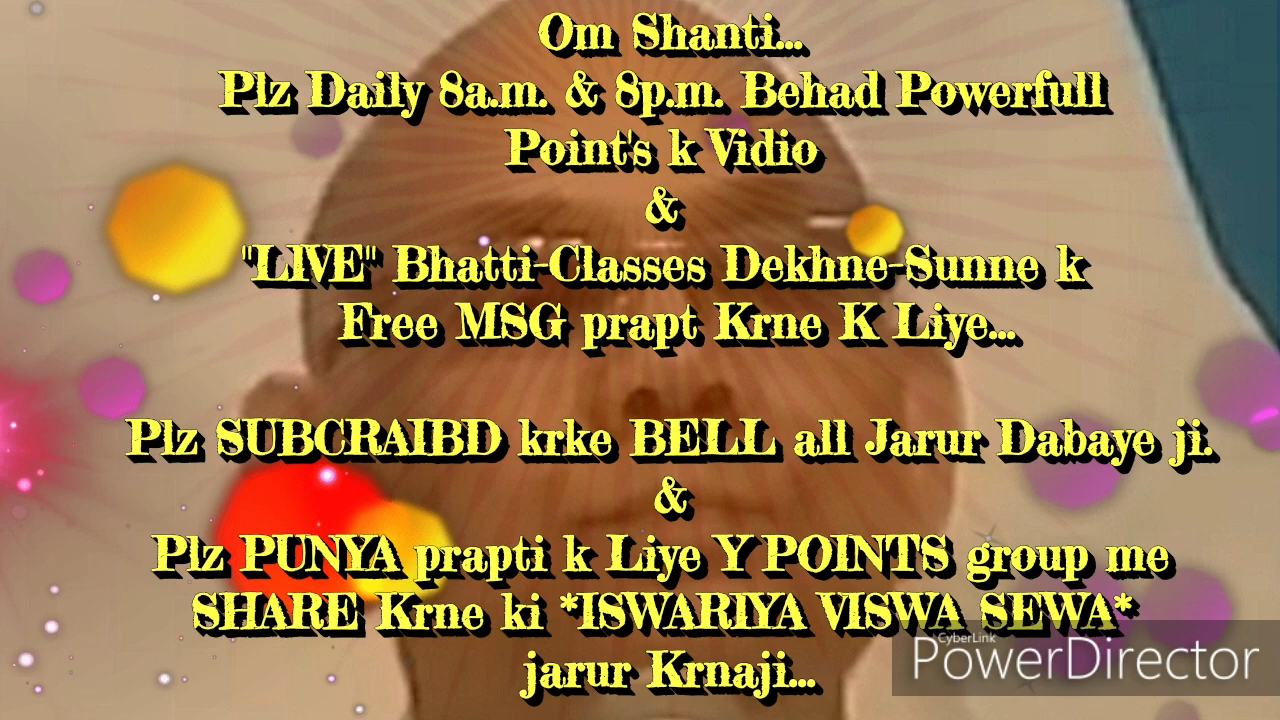 Om Shanti...
Plz Daily 8a.m. & 8p.m. Behad Powerfull
Point's k Vidio
&
"LIVE" Bhatti-Classes Dekhne-Sunne k
Free MSG prapt Krne K Liye...
Plz SUBCRAIBD krke BELL all Jarur Dabaye ji.
&
Plz PUNYA prapti k Liye Y POINTS group me
SHARE Krne ki *ISWARIYA VISWA SEWA*
jarur Krnaji...
CyberLink
PowerDirector